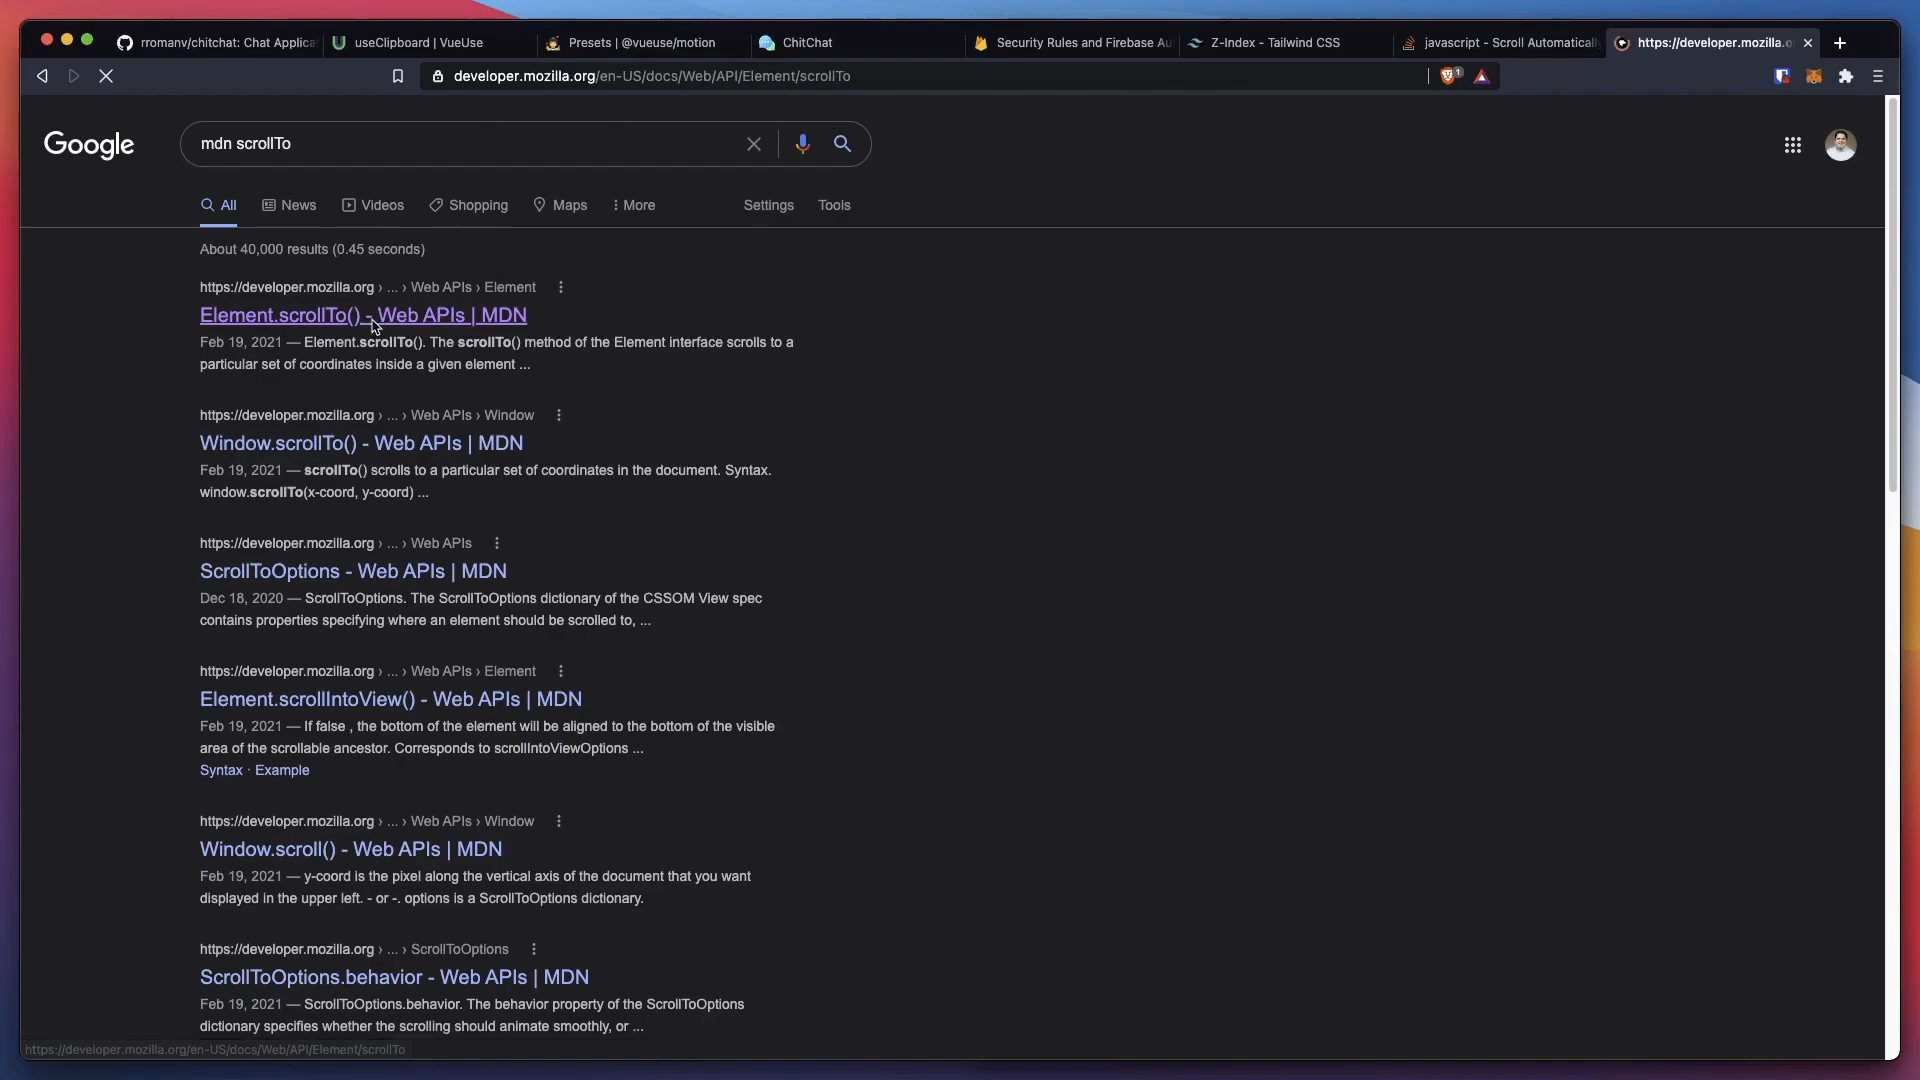 rromanv/chitchat: Chat Applica
useClipboard | VueUse
Presets | @vueuse/motion
ChitChat
Security Rules and Firebase Au
Z-Index - Tailwind CSS
javascript - Scroll Automatically
https://developer.mozilla.o
developer.mozilla.org/en-US/docs/Web/API/Element/scrollTo
1
Google
mdn scrollTo
All
News
Videos
Shopping
Maps
More
Settings
Tools
About 40,000 results (0.45 seconds)
https://developer.mozilla.org › ... › Web APIs › Element
Element.scrollTo() - Web APIs | MDN
Feb 19, 2021 — Element.scrollTo(). The scrollTo() method of the Element interface scrolls to a
particular set of coordinates inside a given element ...
https://developer.mozilla.org › ... › Web APIs › Window
Window.scrollTo() - Web APIs | MDN
Feb 19, 2021 — scrollTo() scrolls to a particular set of coordinates in the document. Syntax.
window.scrollTo(x-coord, y-coord) ...
https://developer.mozilla.org › ... › Web APIs
ScrollToOptions - Web APIs | MDN
Dec 18, 2020 — ScrollToOptions. The ScrollToOptions dictionary of the CSSOM View spec
contains properties specifying where an element should be scrolled to, ...
https://developer.mozilla.org › ... › Web APIs › Element
Element.scrollIntoView() - Web APIs | MDN
Feb 19, 2021 — If false , the bottom of the element will be aligned to the bottom of the visible
area of the scrollable ancestor. Corresponds to scrollIntoViewOptions ...
Syntax · Example
https://developer.mozilla.org › ... › Web APIs › Window
Window.scroll() - Web APIs | MDN
Feb 19, 2021 — y-coord is the pixel along the vertical axis of the document that you want
displayed in the upper left. - or -. options is a ScrollToOptions dictionary.
https://developer.mozilla.org › ... › ScrollToOptions
ScrollToOptions.behavior - Web APIs | MDN
Feb 19, 2021 — ScrollToOptions.behavior. The behavior property of the ScrollToOptions
dictionary specifies whether the scrolling should animate smoothly, or ...
https://developer.mozilla.org/en-US/docs/Web/API/Element/scrollTo